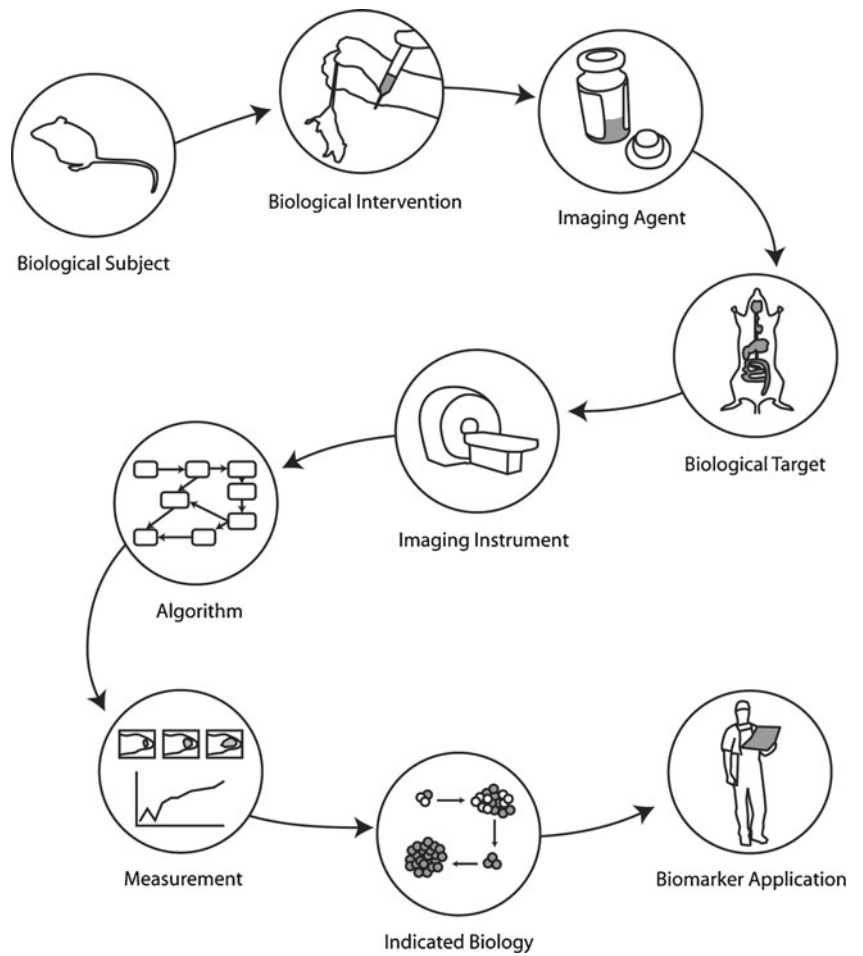 Biological Subject
Biological Intervention
Imaging Agent
Biological Target
Imaging Instrument
Algorithm
Measurement
Indicated Biology
Biomarker Application